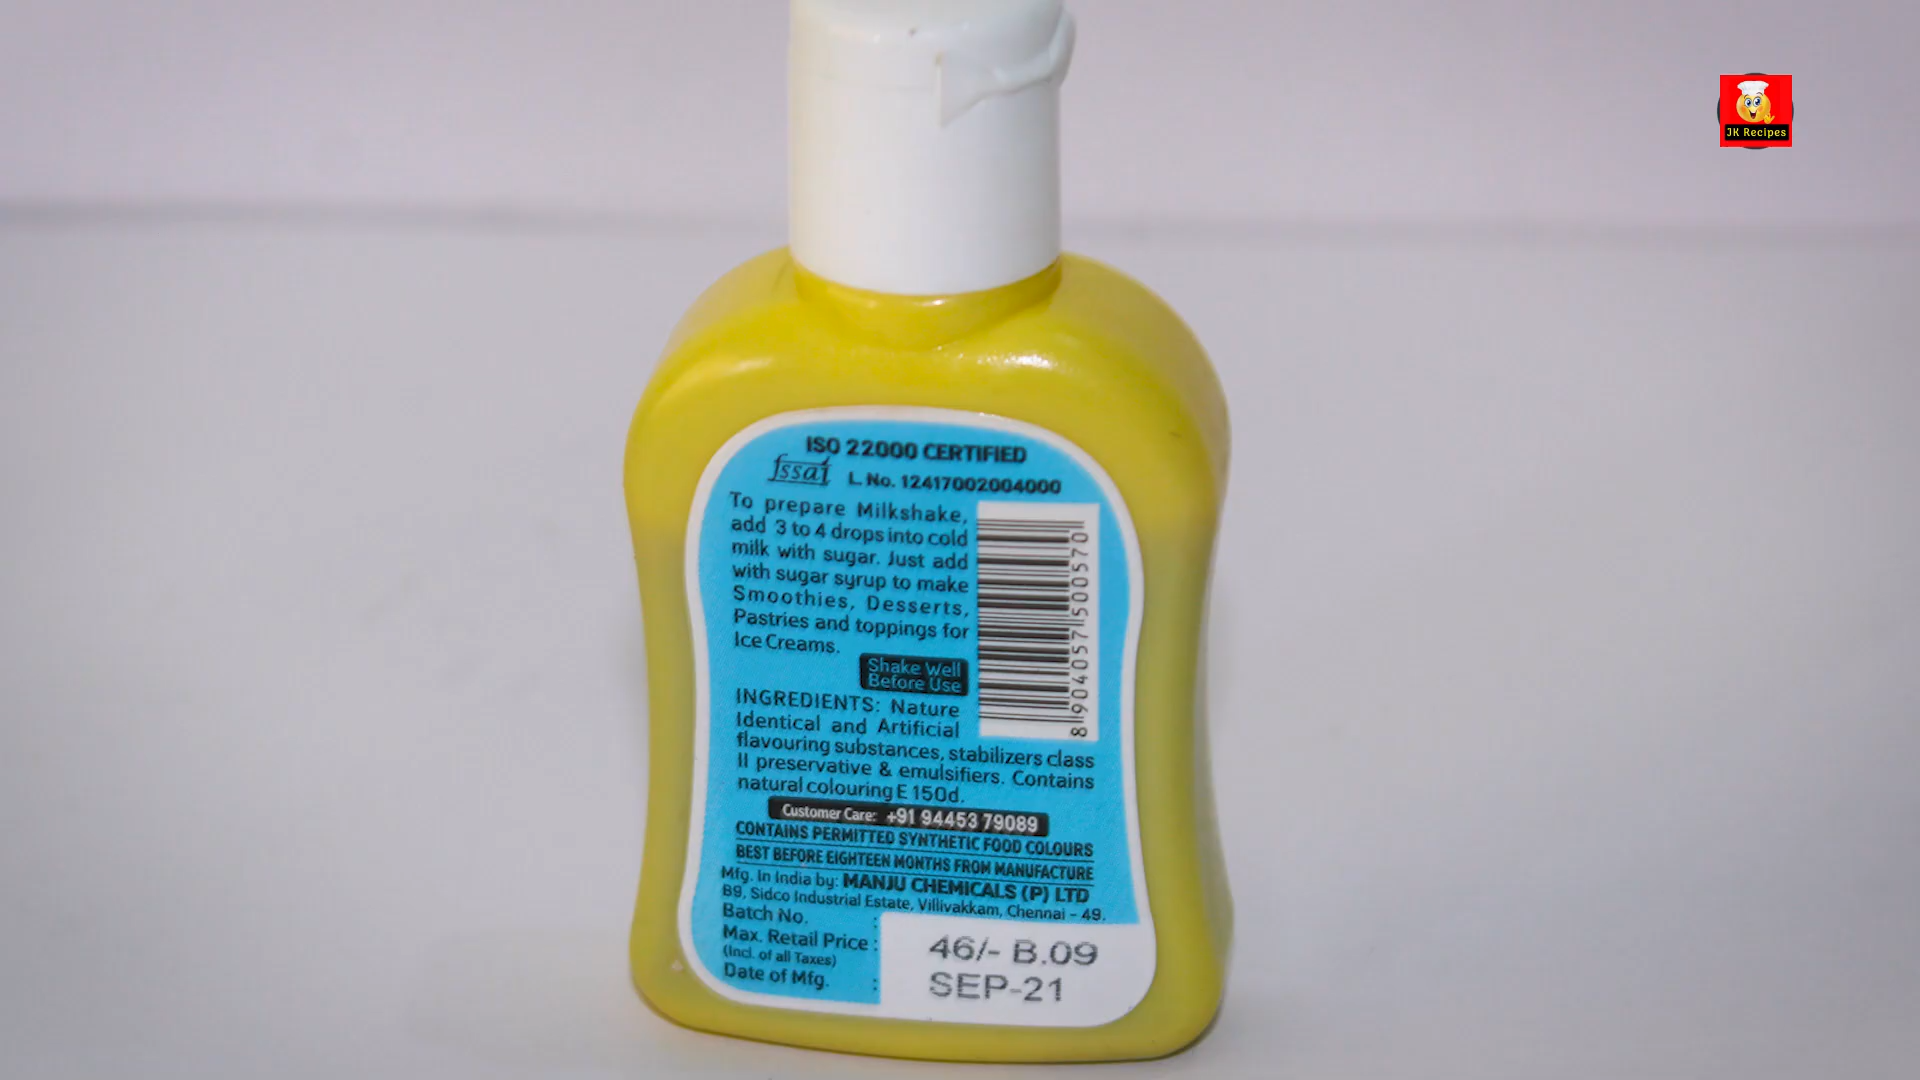 JK Recipes
ISO 22000 CERTIFIED
fssai L. No. 12417002004000
To prepare Milkshake,
add 3 to 4 drops into cold
milk with sugar. Just add
with sugar syrup to make
Smoothies, Desserts,
Pastries and toppings for
Ice Creams.
Shake Well
Before Use
8 904057 500570
INGREDIENTS: Nature
Identical and Artificial
flavouring substances, stabilizers class
II preservative & emulsifiers. Contains
natural colouring E 150d.
Customer Care: +91 94453 79089
CONTAINS PERMITTED SYNTHETIC FOOD COLOURS
BEST BEFORE EIGHTEEN MONTHS FROM MANUFACTURE
Mfg. In India by: MANJU CHEMICALS (P) LTD
B9, Sidco Industrial Estate, Villivakkam, Chennai - 49.
Batch No. :
Max. Retail Price : 46/- B.09
(Incl. of all Taxes)
Date of Mfg. : SEP-21